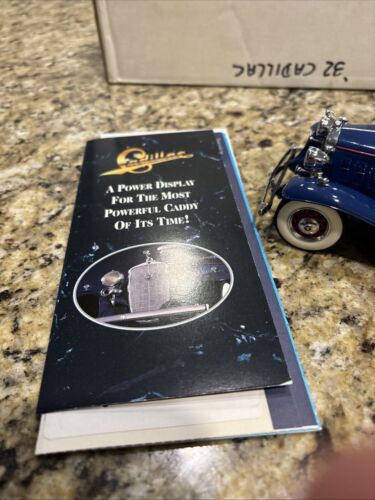 '32 CADILLAC
Cadillac
A POWER DISPLAY
FOR THE MOST
POWERFUL CADDY
OF ITS TIME!